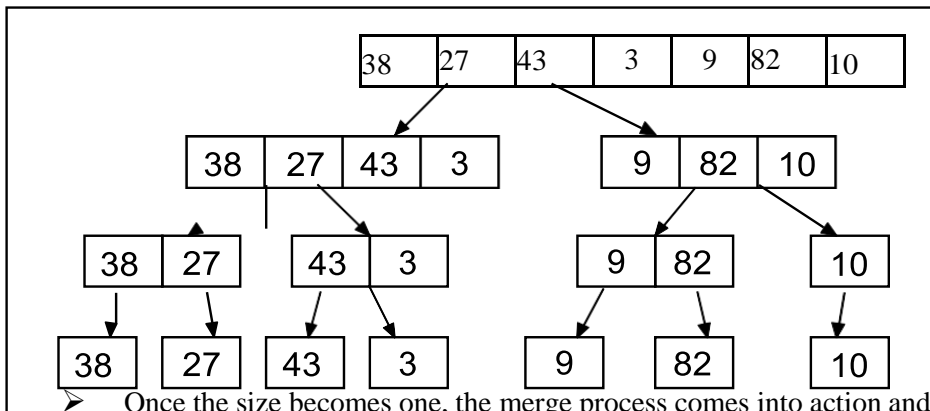 38 27 43 3 9 82 10
38 27 43 3 9 82 10
38 27 43 3 9 82 10
38 27 43 3 9 82 10
➢ Once the size becomes one, the merge process comes into action and